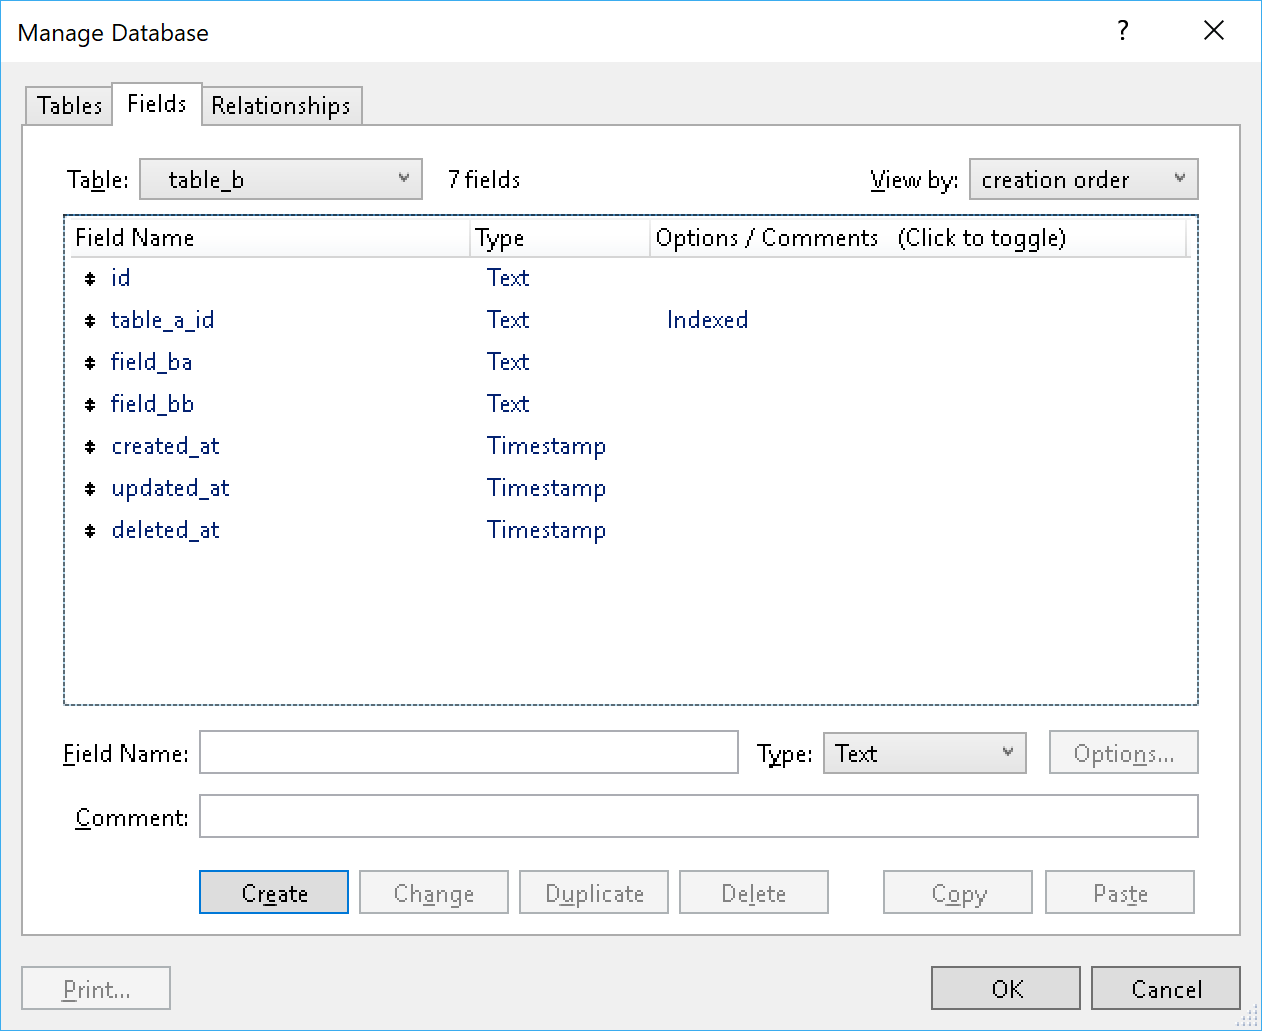 Manage Database ?
Tables Fields Relationships
Table: table_b 7 fields View by: creation order
Field Name Type Options / Comments (Click to toggle)
id Text
table_a_id Text Indexed
field_ba Text
field_bb Text
created_at Timestamp
updated_at Timestamp
deleted_at Timestamp
Field Name: Type: Text Options...
Comment:
Create Change Duplicate Delete Copy Paste
Print... OK Cancel